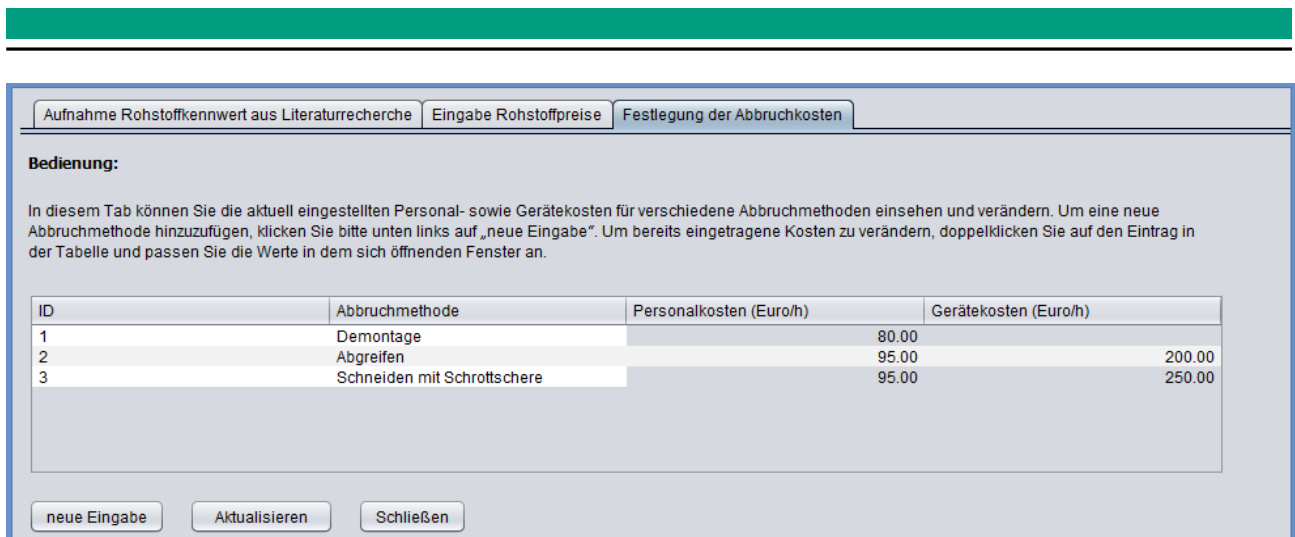 Aufnahme Rohstoffkennwert aus Literaturrecherche Eingabe Rohstoffpreise Festlegung der Abbruchkosten
Bedienung:
In diesem Tab können Sie die aktuell eingestellten Personal- sowie Gerätekosten für verschiedene Abbruchmethoden einsehen und verändern. Um eine neue
Abbruchmethode hinzuzufügen, klicken Sie bitte unten links auf „neue Eingabe“. Um bereits eingetragene Kosten zu verändern, doppelklicken Sie auf den Eintrag in
der Tabelle und passen Sie die Werte in dem sich öffnenden Fenster an.
ID Abbruchmethode Personalkosten (Euro/h) Gerätekosten (Euro/h)
1 Demontage 80.00
2 Abgreifen 95.00 200.00
3 Schneiden mit Schrottschere 95.00 250.00
neue Eingabe Aktualisieren Schließen